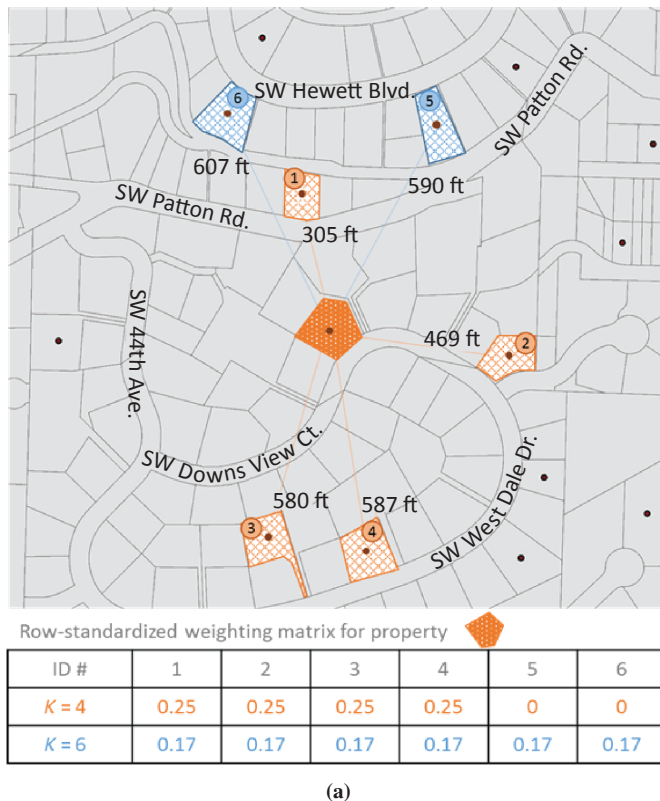 SW Hewett Blvd.
SW Patton Rd.
6
5
607 ft
1
590 ft
SW Patton Rd.
305 ft
SW 44th Ave.
469 ft
2
SW Downs View Ct.
SW West Dale Dr.
580 ft
587 ft
3
4
Row-standardized weighting matrix for property
ID # 1 2 3 4 5 6
K = 4 0.25 0.25 0.25 0.25 0 0
K = 6 0.17 0.17 0.17 0.17 0.17 0.17
(a)